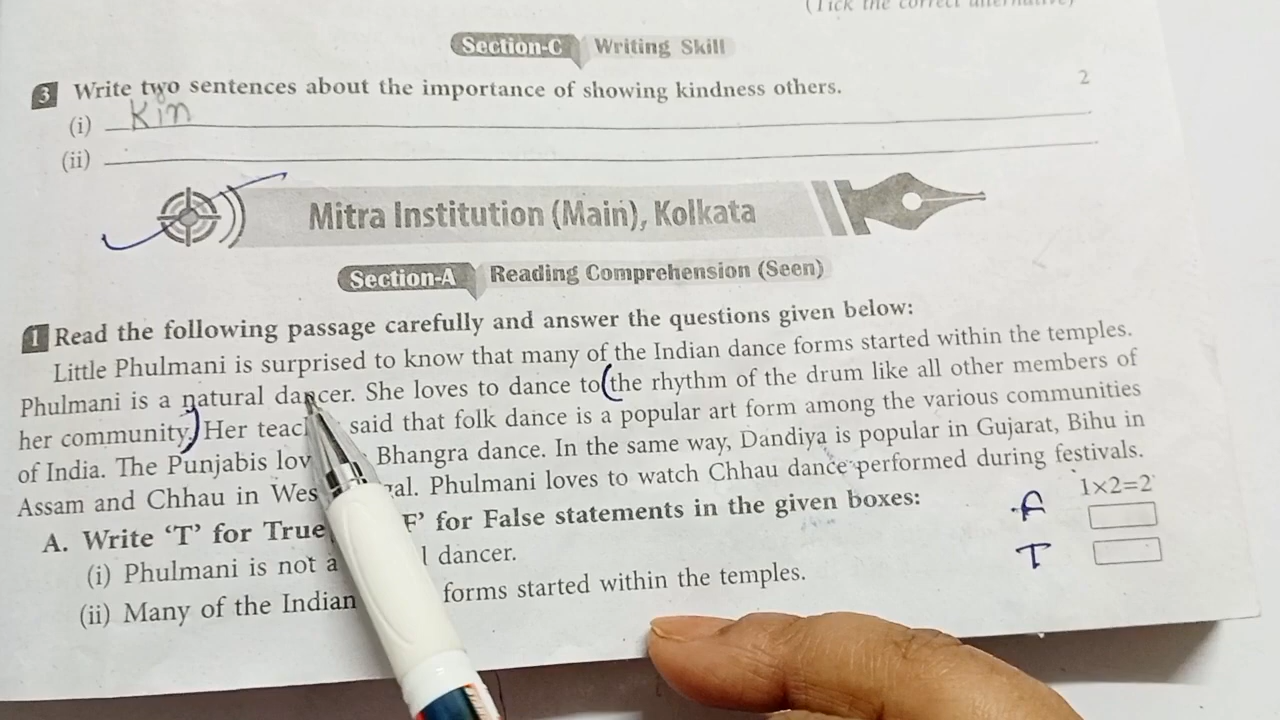 (Tick the correct alternative)
Section-C Writing Skill
3 Write two sentences about the importance of showing kindness others. 2
(i) Kin
(ii)
Mitra Institution (Main), Kolkata
Section-A Reading Comprehension (Seen)
1 Read the following passage carefully and answer the questions given below:
Little Phulmani is surprised to know that many of the Indian dance forms started within the temples.
Phulmani is a natural dancer. She loves to dance to (the rhythm of the drum like all other members of
her community.) Her said that folk dance is a popular art form among the various communities
of India. The Punjabis Bhangra dance. In the same way, Dandiya is popular in Gujarat, Bihu in
Assam and Chhau in Phulmani loves to watch Chhau dance performed during festivals.
A. Write ‘T’ for True F’ for False statements in the given boxes: 1×2=2
(i) Phulmani is not a dancer. F
(ii) Many of the Indian forms started within the temples. T